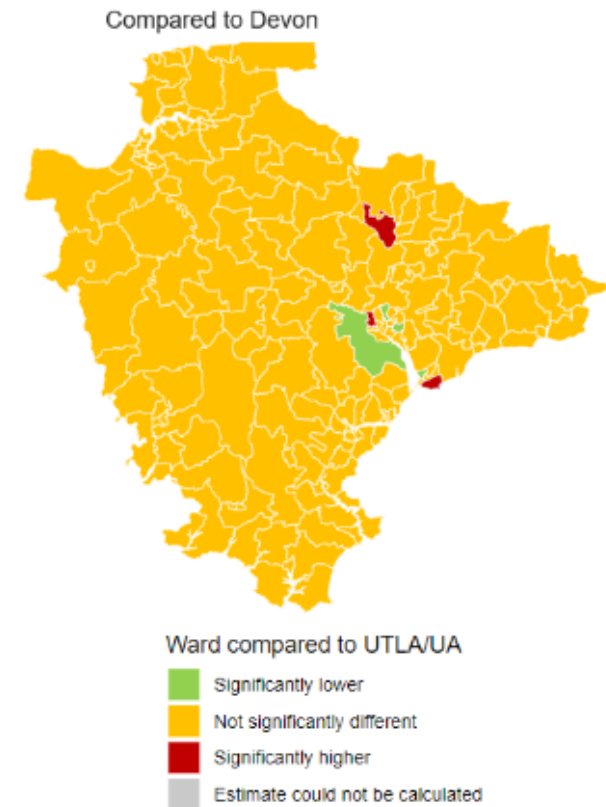 Compared to Devon
Ward compared to UTLA/UA
Significantly lower
Not significantly different
Significantly higher
Estimate could not be calculated